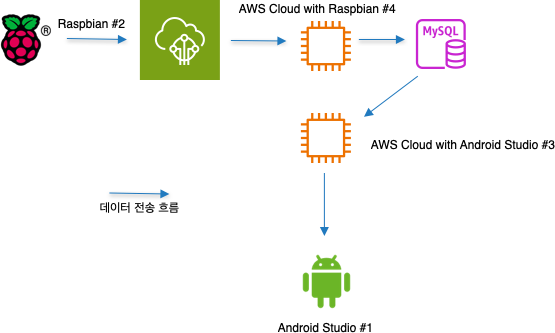 AWS Cloud with Raspbian #4
Raspbian #2
®
MySQL
AWS Cloud with Android Studio #3
데이터 전송 흐름
Android Studio #1